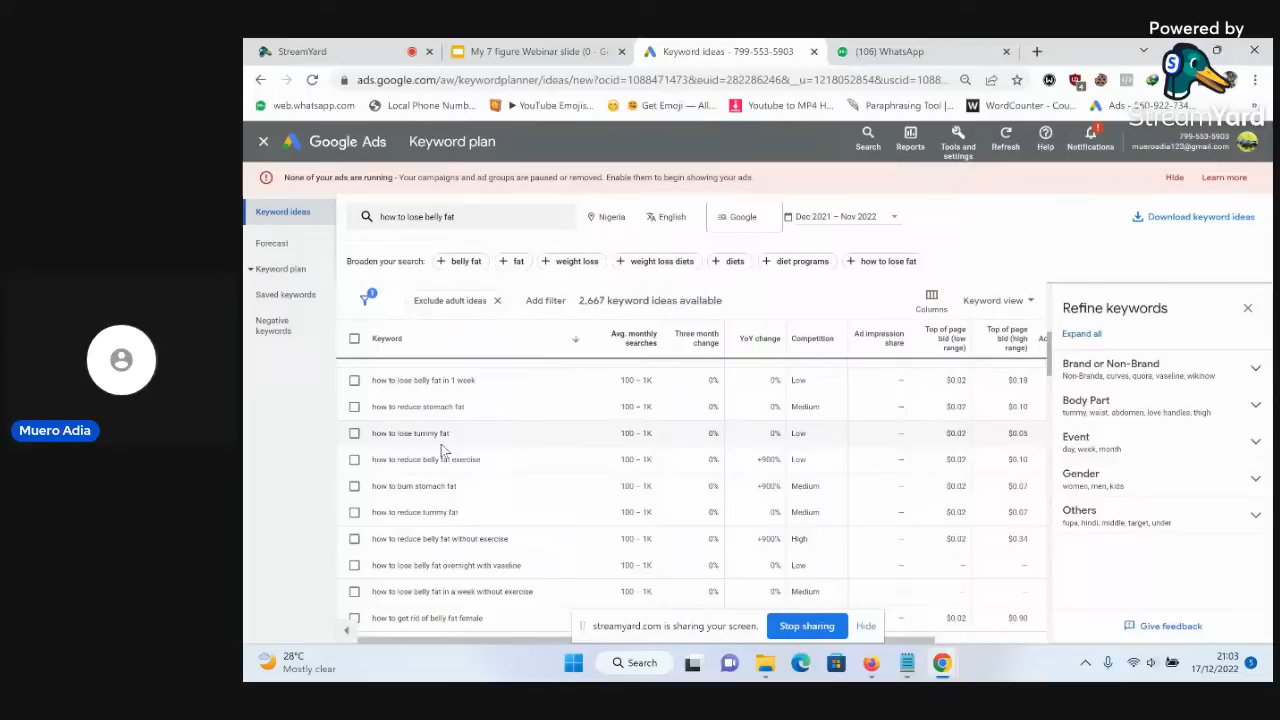 Powered by
StreamYard
StreamYard
My 7 figure Webinar slide (0 - G
Keyword ideas - 799-553-5903
(106) WhatsApp
ads.google.com/aw/keywordplanner/ideas/new?ocid=1088471473&euid=282286246&__u=1218052854&uscid=1088...
web.whatsapp.com
Local Phone Numb...
▶ YouTube Emojis...
Get Emoji — All...
Youtube to MP4 H...
Paraphrasing Tool |...
WordCounter - Cou...
»
Google Ads
Keyword plan
Search
Reports
Tools and settings
Refresh
Help
Notifications
799-553-5903
mueroadia123@gmail.com
None of your ads are running - Your campaigns and ad groups are paused or removed. Enable them to begin showing your ads.
Hide
Learn more
Keyword ideas
Forecast
Keyword plan
Saved keywords
Negative keywords
how to lose belly fat
Nigeria
English
Google
Dec 2021 – Nov 2022
Download keyword ideas
Broaden your search:
+ belly fat
+ fat
+ weight loss
+ weight loss diets
+ diets
+ diet programs
+ how to lose fat
1
Exclude adult ideas
Add filter
2,667 keyword ideas available
Columns
Keyword view
Keyword
Avg. monthly searches
Three month change
YoY change
Competition
Ad impression share
Top of page bid (low range)
Top of page bid (high range)
how to lose belly fat in 1 week 100 – 1K 0% 0% Low – $0.02 $0.18
how to reduce stomach fat 100 – 1K 0% 0% Medium – $0.02 $0.10
how to lose tummy fat 100 – 1K 0% 0% Low – $0.02 $0.05
how to reduce belly fat exercise 100 – 1K 0% +900% Low – $0.02 $0.10
how to burn stomach fat 100 – 1K 0% +900% Medium – $0.02 $0.07
how to reduce tummy fat 100 – 1K 0% 0% Medium – $0.02 $0.07
how to reduce belly fat without exercise 100 – 1K 0% +900% High – $0.02 $0.34
how to lose belly fat overnight with vaseline 100 – 1K 0% 0% Low – – –
how to lose belly fat in a week without exercise 100 – 1K 0% 0% Medium
how to get rid of belly fat female $0.02 $0.90
Refine keywords
Expand all
Brand or Non-Brand
Non-Brands, curves, quora, vaseline, wikihow
Body Part
tummy, waist, abdomen, love handles, thigh
Event
day, week, month
Gender
women, men, kids
Others
fupa, hindi, middle, target, under
Give feedback
streamyard.com is sharing your screen.
Stop sharing
Hide
Muero Adia
28°C
Mostly clear
Search
21:03
17/12/2022